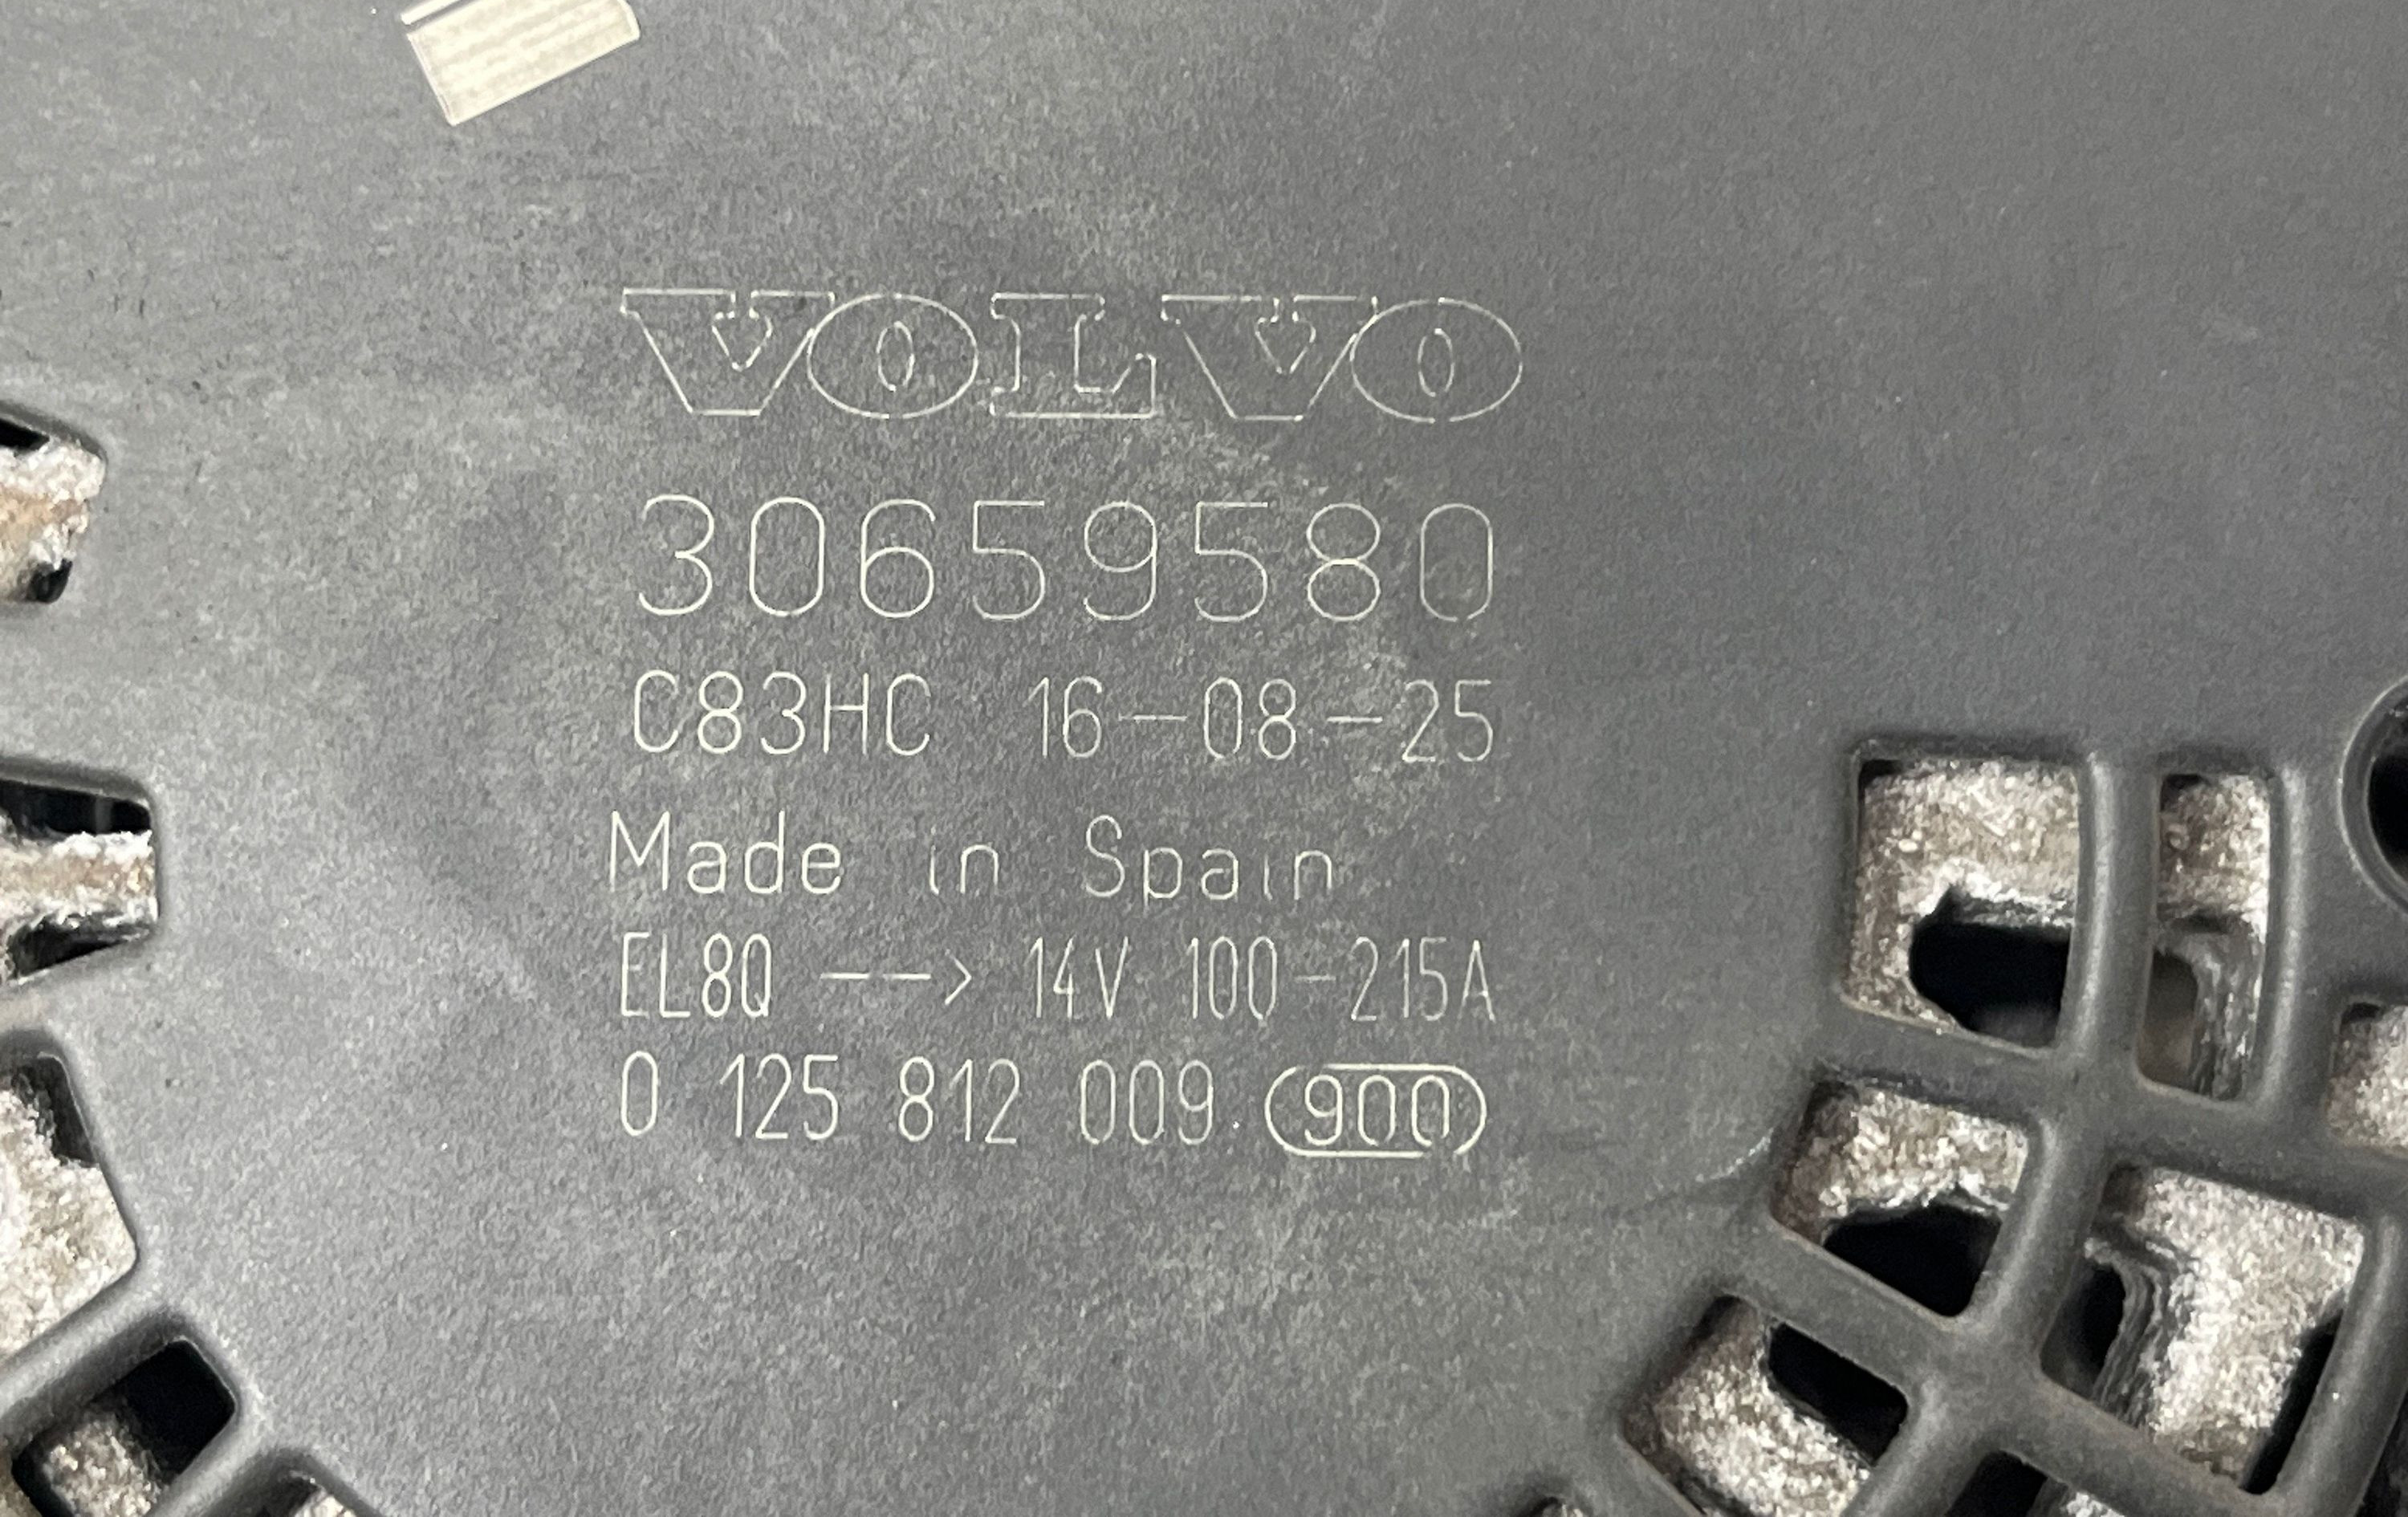 VOLVO
30659580
C83HC 16-08-25
Made in Spain
EL8Q --> 14V 100-215A
0 125 812 009 900